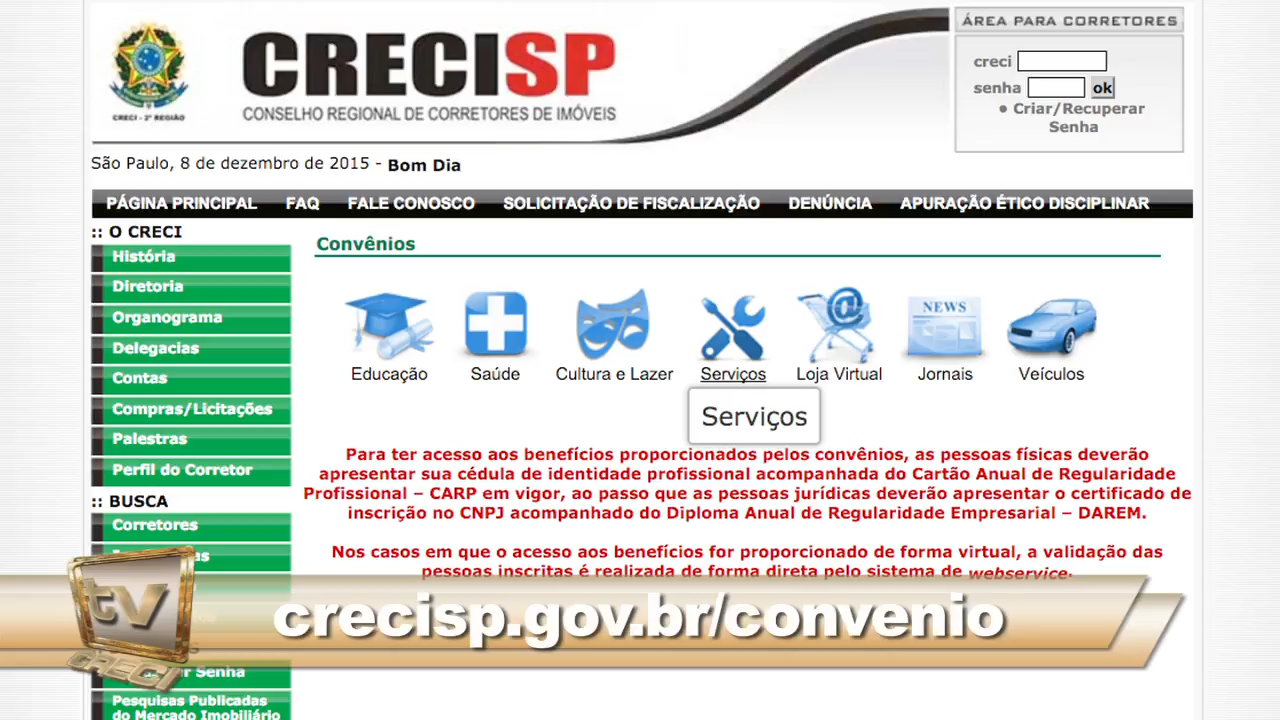 CRECISP
CONSELHO REGIONAL DE CORRETORES DE IMÓVEIS
CRECI - 2ª REGIÃO
ÁREA PARA CORRETORES
creci
senha ok
• Criar/Recuperar
Senha
São Paulo, 8 de dezembro de 2015 - Bom Dia
PÁGINA PRINCIPAL FAQ FALE CONOSCO SOLICITAÇÃO DE FISCALIZAÇÃO DENÚNCIA APURAÇÃO ÉTICO DISCIPLINAR
:: O CRECI
História
Diretoria
Organograma
Delegacias
Contas
Compras/Licitações
Palestras
Perfil do Corretor
:: BUSCA
Corretores
Convênios
NEWS
Educação Saúde Cultura e Lazer Serviços Loja Virtual Jornais Veículos
Serviços
Para ter acesso aos benefícios proporcionados pelos convênios, as pessoas físicas deverão
apresentar sua cédula de identidade profissional acompanhada do Cartão Anual de Regularidade
Profissional – CARP em vigor, ao passo que as pessoas jurídicas deverão apresentar o certificado de
inscrição no CNPJ acompanhado do Diploma Anual de Regularidade Empresarial – DAREM.
Nos casos em que o acesso aos benefícios for proporcionado de forma virtual, a validação das
pessoas inscritas é realizada de forma direta pelo sistema de webservice.
tv
CRECI
crecisp.gov.br/convenio
Senha
Pesquisas Publicadas
do Mercado Imobiliário